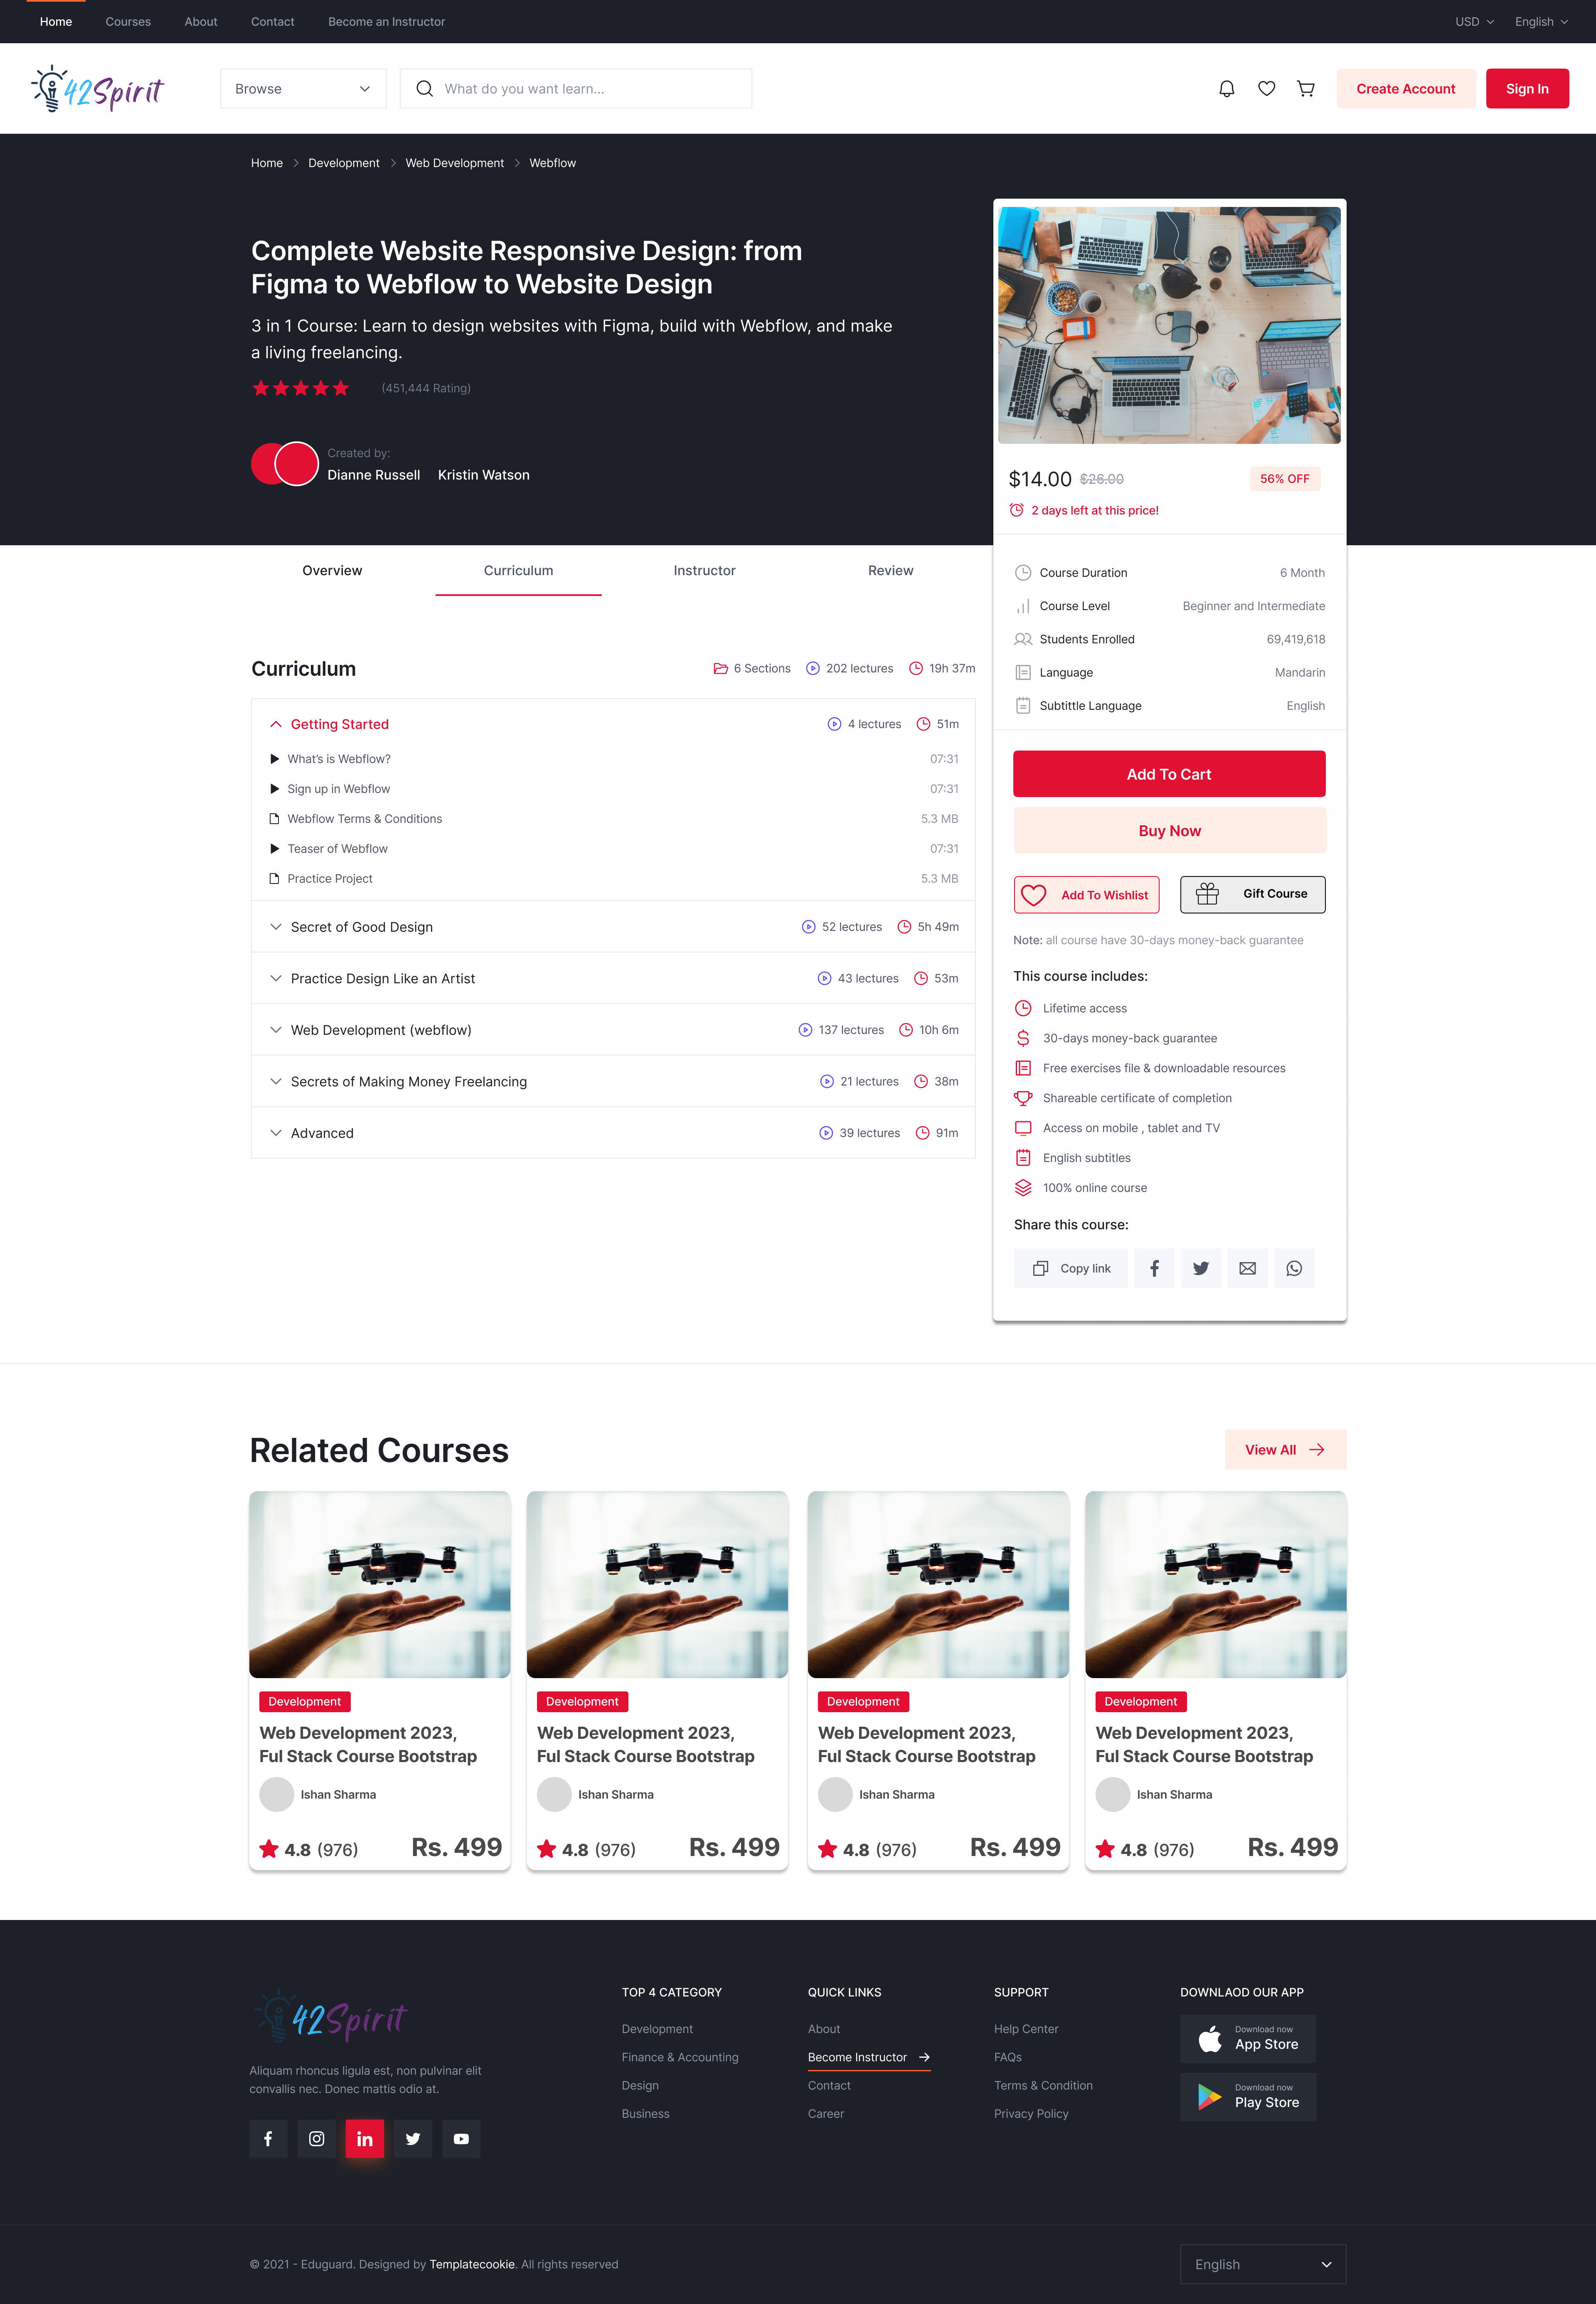 Home Courses About Contact Become an Instructor USD English
42Spirit Browse What do you want learn... Create Account Sign In
Home Development Web Development Webflow
Complete Website Responsive Design: from
Figma to Webflow to Website Design
3 in 1 Course: Learn to design websites with Figma, build with Webflow, and make
a living freelancing.
(451,444 Rating)
Created by:
Dianne Russell Kristin Watson
$14.00 $26.00 56% OFF
2 days left at this price!
Course Duration 6 Month
Course Level Beginner and Intermediate
Students Enrolled 69,419,618
Language Mandarin
Subtittle Language English
Add To Cart
Buy Now
Add To Wishlist Gift Course
Note: all course have 30-days money-back guarantee
This course includes:
Lifetime access
30-days money-back guarantee
Free exercises file & downloadable resources
Shareable certificate of completion
Access on mobile , tablet and TV
English subtitles
100% online course
Share this course:
Copy link
Overview Curriculum Instructor Review
Curriculum 6 Sections 202 lectures 19h 37m
Getting Started 4 lectures 51m
What's is Webflow? 07:31
Sign up in Webflow 07:31
Webflow Terms & Conditions 5.3 MB
Teaser of Webflow 07:31
Practice Project 5.3 MB
Secret of Good Design 52 lectures 5h 49m
Practice Design Like an Artist 43 lectures 53m
Web Development (webflow) 137 lectures 10h 6m
Secrets of Making Money Freelancing 21 lectures 38m
Advanced 39 lectures 91m
Related Courses View All
Development
Web Development 2023,
Ful Stack Course Bootstrap
Ishan Sharma
4.8 (976) Rs. 499
Development
Web Development 2023,
Ful Stack Course Bootstrap
Ishan Sharma
4.8 (976) Rs. 499
Development
Web Development 2023,
Ful Stack Course Bootstrap
Ishan Sharma
4.8 (976) Rs. 499
Development
Web Development 2023,
Ful Stack Course Bootstrap
Ishan Sharma
4.8 (976) Rs. 499
42Spirit
Aliquam rhoncus ligula est, non pulvinar elit
convallis nec. Donec mattis odio at.
TOP 4 CATEGORY
Development
Finance & Accounting
Design
Business
QUICK LINKS
About
Become Instructor
Contact
Career
SUPPORT
Help Center
FAQs
Terms & Condition
Privacy Policy
DOWNLAOD OUR APP
Download now
App Store
Download now
Play Store
© 2021 - Eduguard. Designed by Templatecookie. All rights reserved English